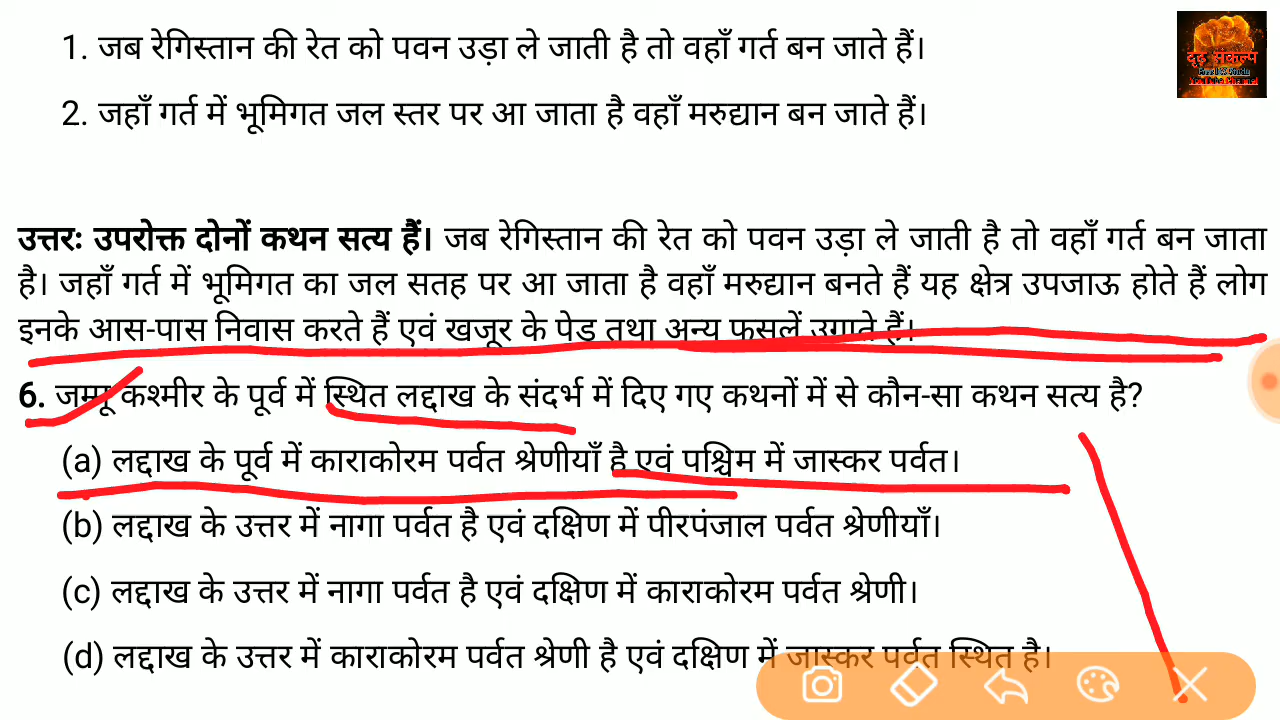 1. जब रेगिस्तान की रेत को पवन उड़ा ले जाती है तो वहाँ गर्त बन जाते हैं।
दृढ़ संकल्प
2. जहाँ गर्त में भूमिगत जल स्तर पर आ जाता है वहाँ मरुद्यान बन जाते हैं।
उत्तरः उपरोक्त दोनों कथन सत्य हैं। जब रेगिस्तान की रेत को पवन उड़ा ले जाती है तो वहाँ गर्त बन जाता
है। जहाँ गर्त में भूमिगत का जल सतह पर आ जाता है वहाँ मरुद्यान बनते हैं यह क्षेत्र उपजाऊ होते हैं लोग
इनके आस-पास निवास करते हैं एवं खजूर के पेड़ तथा अन्य फसलें उगाते हैं।
6. जम्मू कश्मीर के पूर्व में स्थित लद्दाख के संदर्भ में दिए गए कथनों में से कौन-सा कथन सत्य है?
(a) लद्दाख के पूर्व में काराकोरम पर्वत श्रेणीयाँ है एवं पश्चिम में जास्कर पर्वत।
(b) लद्दाख के उत्तर में नागा पर्वत है एवं दक्षिण में पीरपंजाल पर्वत श्रेणीयाँ।
(c) लद्दाख के उत्तर में नागा पर्वत है एवं दक्षिण में काराकोरम पर्वत श्रेणी।
(d) लद्दाख के उत्तर में काराकोरम पर्वत श्रेणी है एवं दक्षिण में जास्कर पर्वत स्थित है।